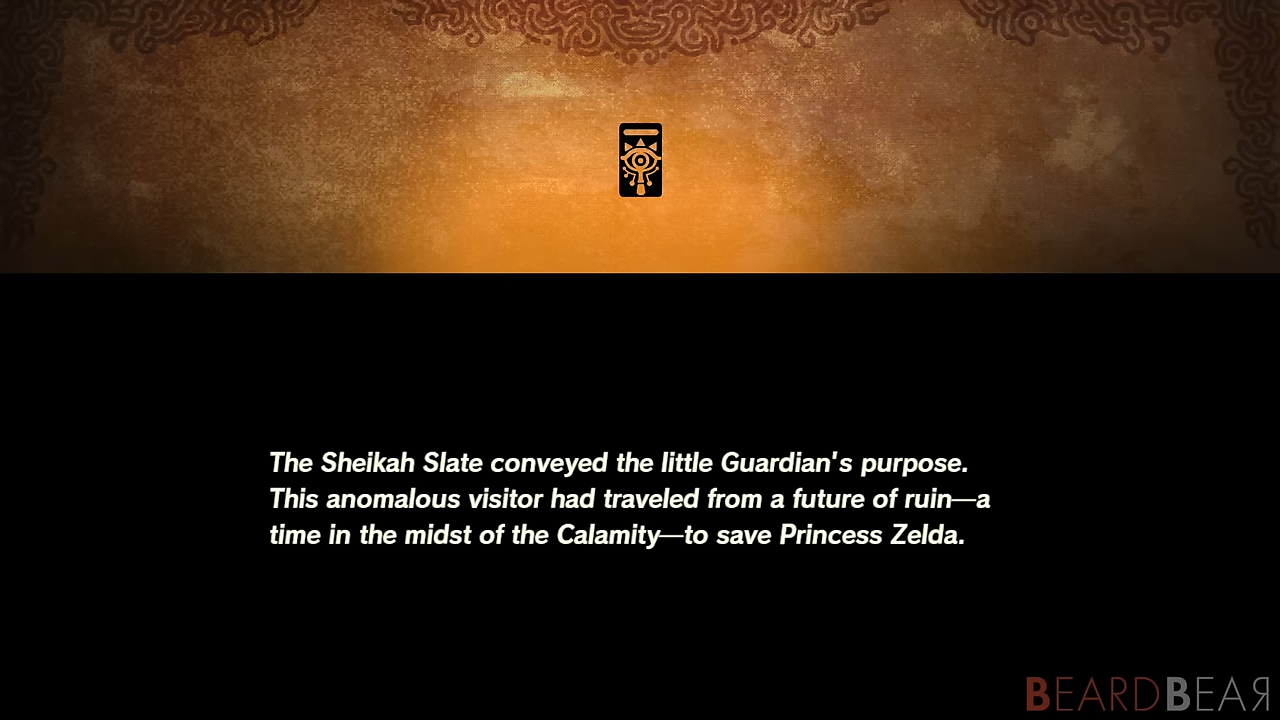 The Sheikah Slate conveyed the little Guardian's purpose.
This anomalous visitor had traveled from a future of ruin—a
time in the midst of the Calamity—to save Princess Zelda.
BEARDBEAR